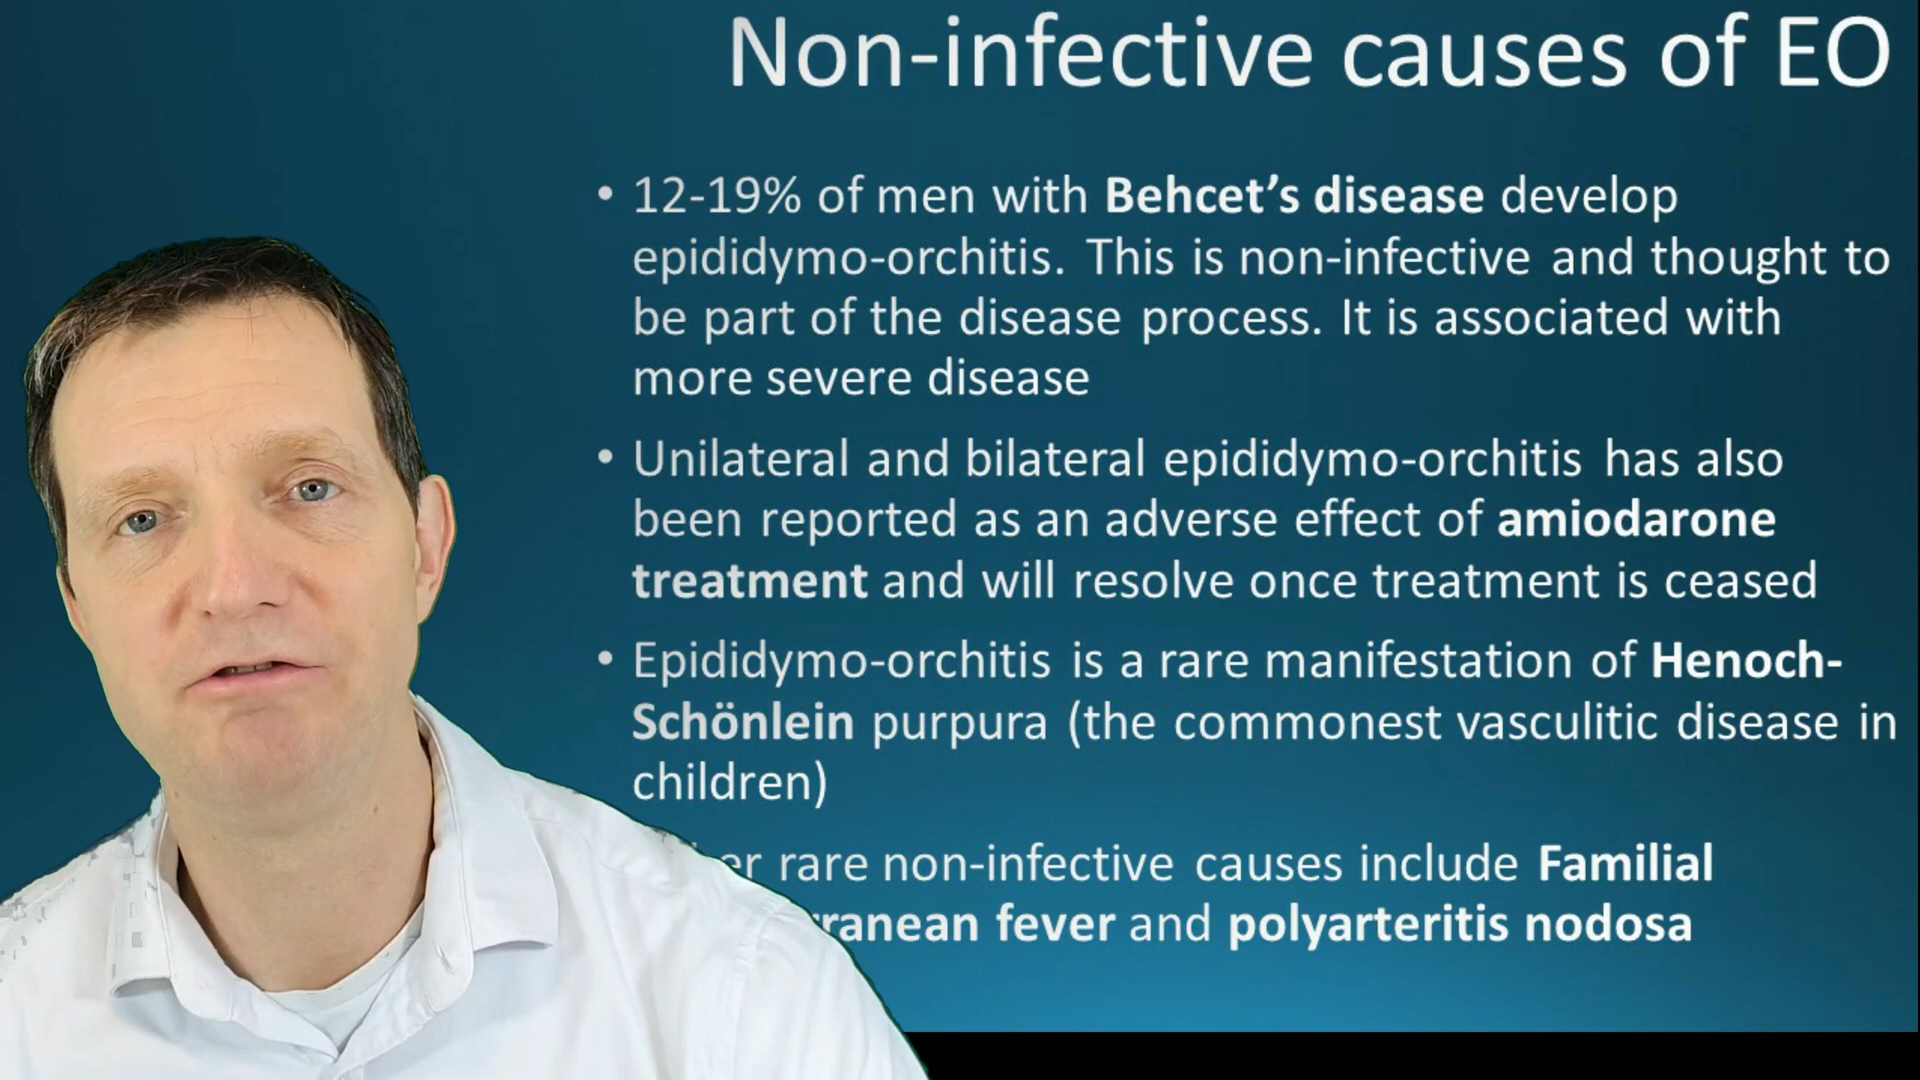 Non-infective causes of EO
• 12-19% of men with Behcet’s disease develop
epididymo-orchitis. This is non-infective and thought to
be part of the disease process. It is associated with
more severe disease
• Unilateral and bilateral epididymo-orchitis has also
been reported as an adverse effect of amiodarone
treatment and will resolve once treatment is ceased
• Epididymo-orchitis is a rare manifestation of Henoch-
Schönlein purpura (the commonest vasculitic disease in
children)
rare non-infective causes include Familial
fever and polyarteritis nodosa